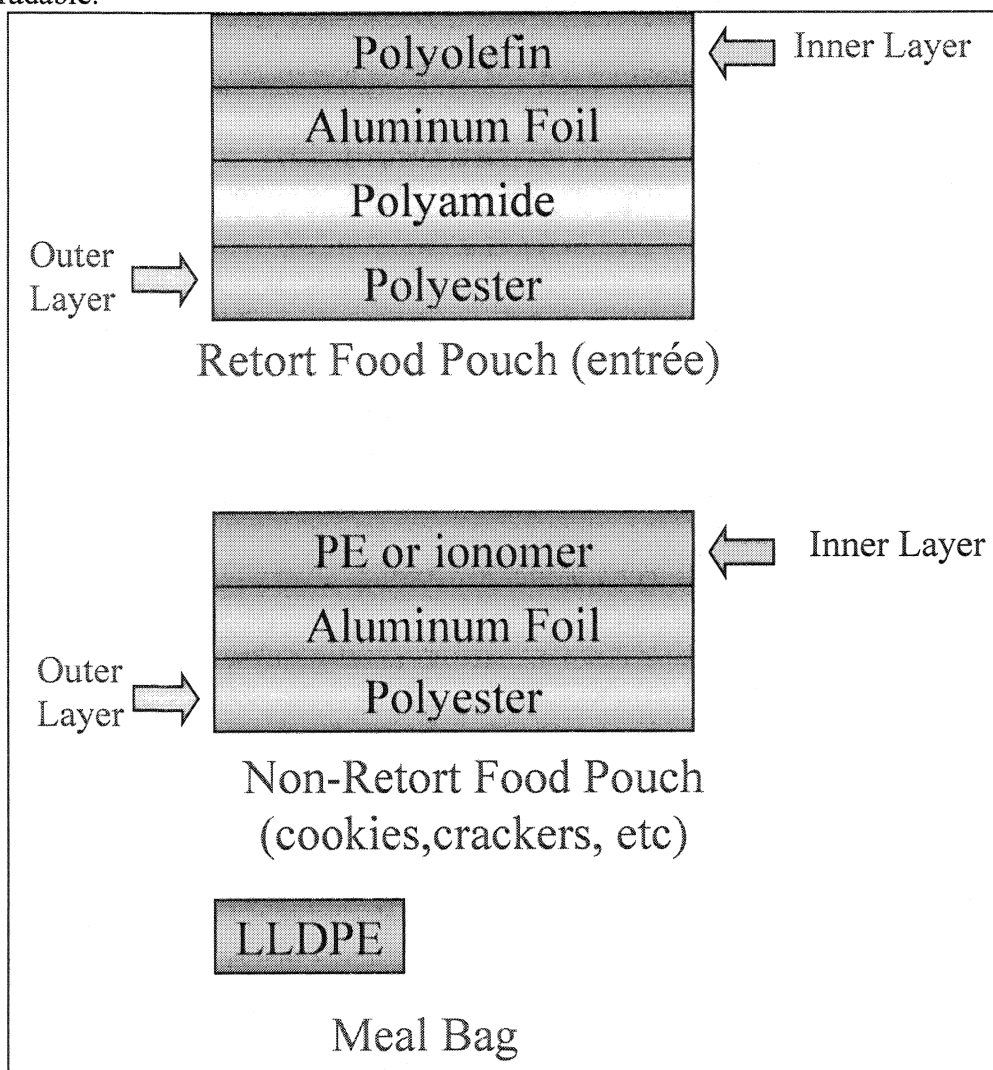 radable.
Polyolefin
Inner Layer
Aluminum Foil
Polyamide
Outer
Layer
Polyester
Retort Food Pouch (entrée)
PE or ionomer
Inner Layer
Aluminum Foil
Outer
Layer
Polyester
Non-Retort Food Pouch
(cookies,crackers, etc)
LLDPE
Meal Bag